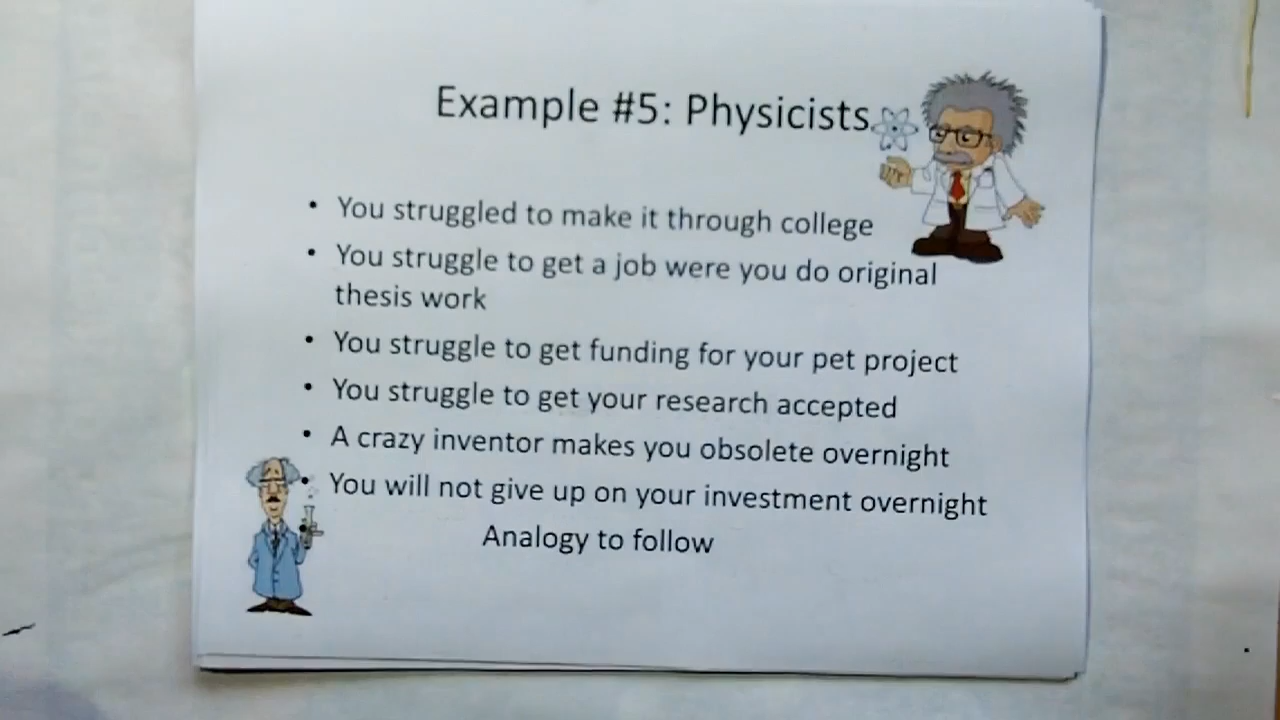 Example #5: Physicists
• You struggled to make it through college
• You struggle to get a job were you do original
thesis work
• You struggle to get funding for your pet project
• You struggle to get your research accepted
• A crazy inventor makes you obsolete overnight
• You will not give up on your investment overnight
Analogy to follow